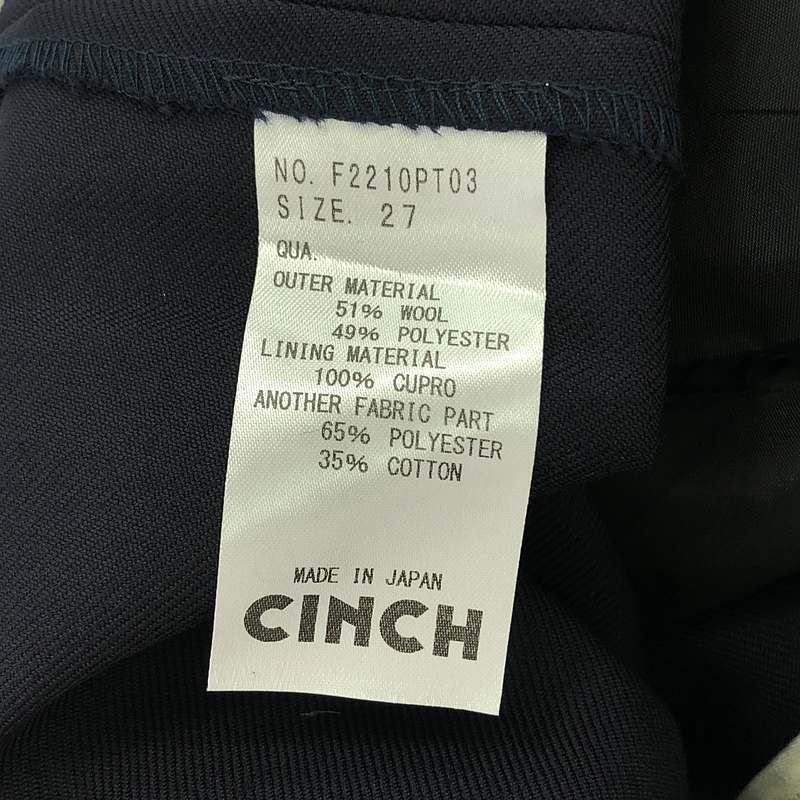 NO. F2210PT03
SIZE. 27
QUA.
OUTER MATERIAL
51% WOOL
49% POLYESTER
LINING MATERIAL
100% CUPRO
ANOTHER FABRIC PART
65% POLYESTER
35% COTTON
MADE IN JAPAN
CINCH